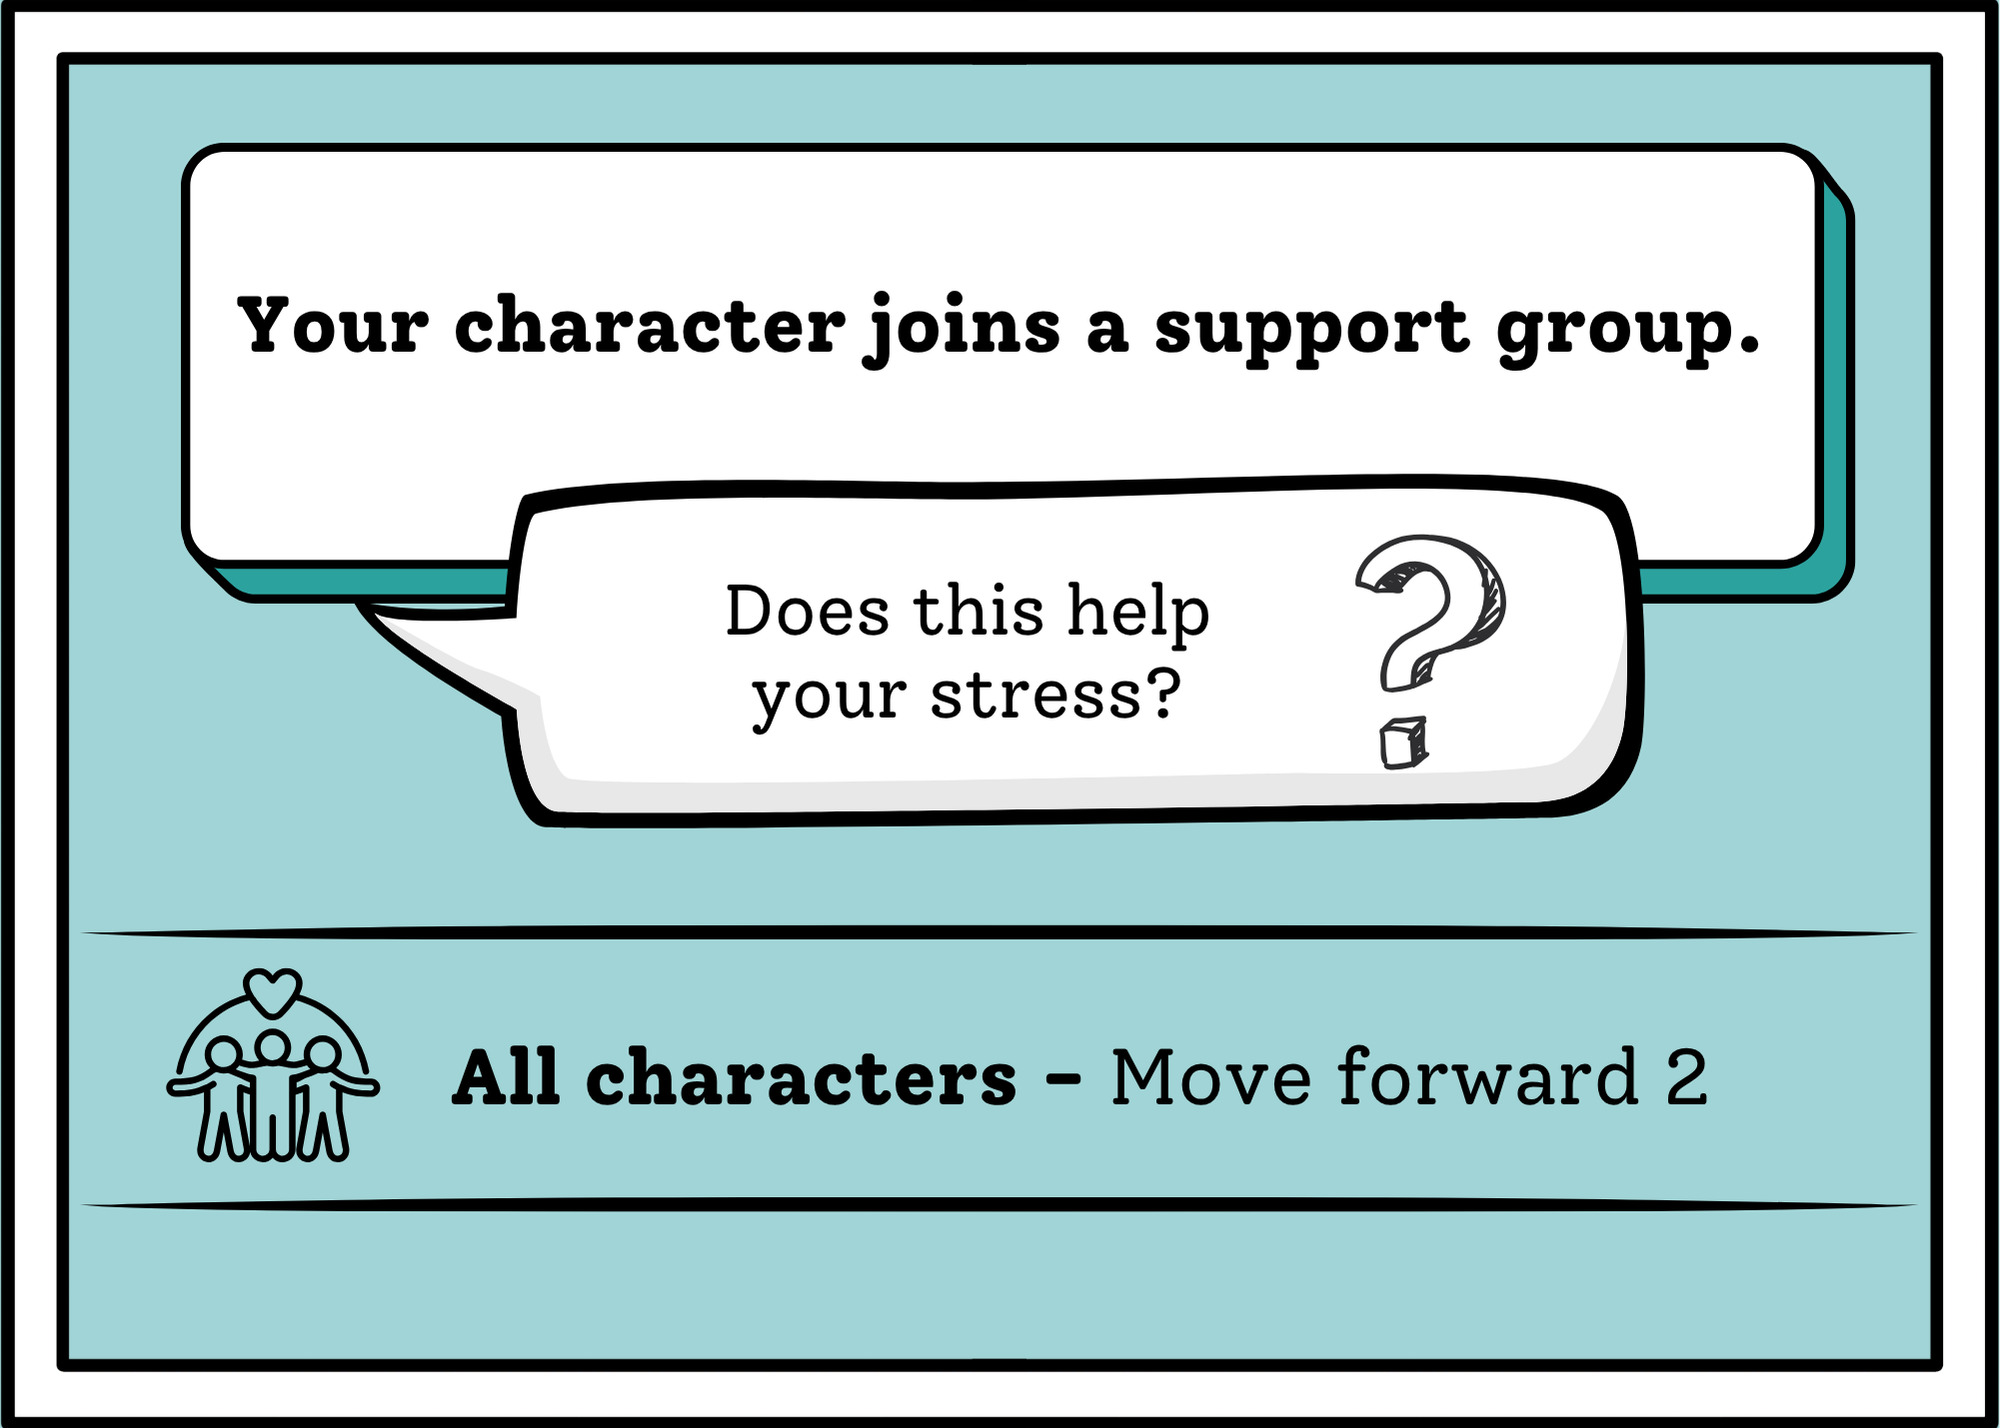 Your character joins a support group.
Does this help
your stress?
All characters - Move forward 2